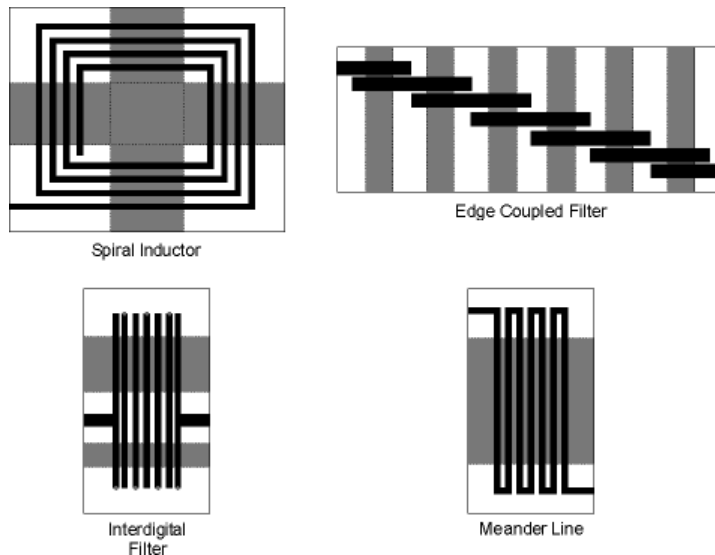 Spiral Inductor
Edge Coupled Filter
Interdigital
Filter
Meander Line